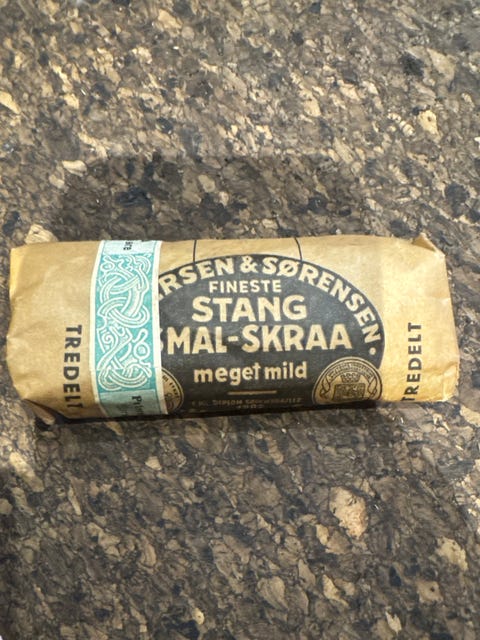 TREDELT
RSEN & SØRENSEN.
FINESTE
STANG
SMAL-SKRAA
meget mild
TREDELT